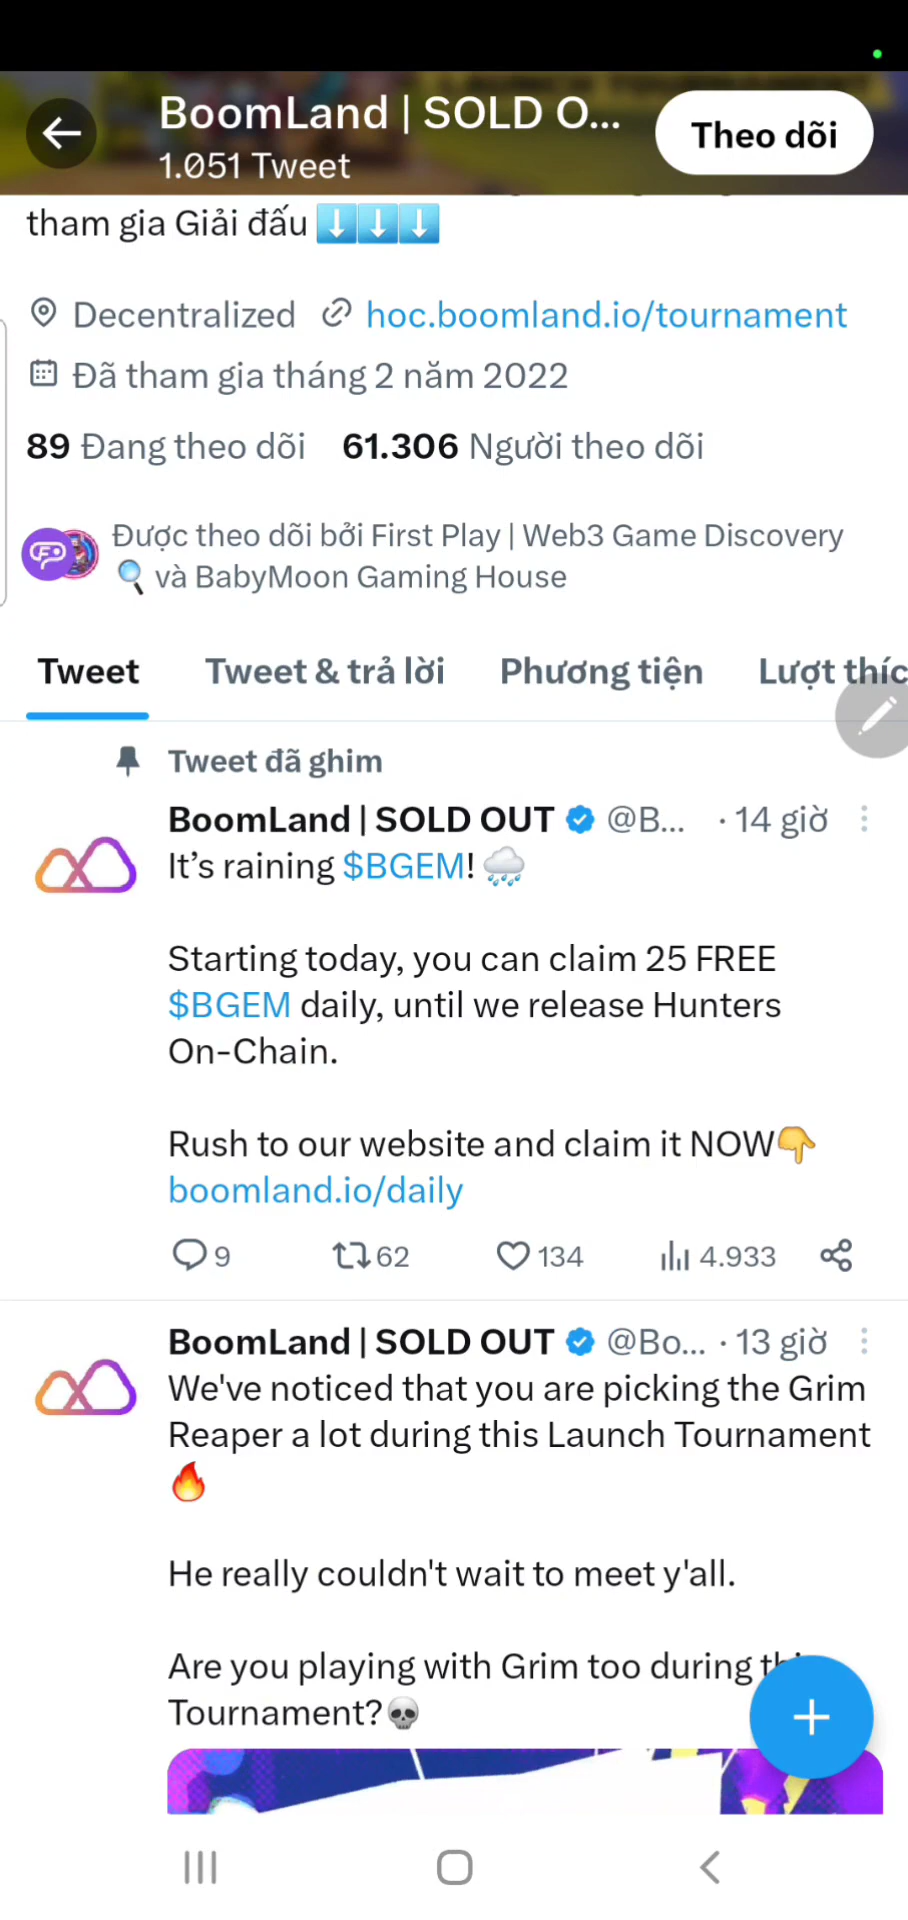 BoomLand | SOLD O...
1.051 Tweet
Theo dõi
tham gia Giải đấu ⬇️⬇️⬇️
Decentralized hoc.boomland.io/tournament
Đã tham gia tháng 2 năm 2022
89 Đang theo dõi 61.306 Người theo dõi
Được theo dõi bởi First Play | Web3 Game Discovery
🔍 và BabyMoon Gaming House
Tweet Tweet & trả lời Phương tiện Lượt thíc
Tweet đã ghim
BoomLand | SOLD OUT @B... · 14 giờ
It’s raining $BGEM! 🌧️
Starting today, you can claim 25 FREE
$BGEM daily, until we release Hunters
On-Chain.
Rush to our website and claim it NOW👇
boomland.io/daily
9 62 134 4.933
BoomLand | SOLD OUT @Bo... · 13 giờ
We've noticed that you are picking the Grim
Reaper a lot during this Launch Tournament
🔥
He really couldn't wait to meet y'all.
Are you playing with Grim too during
Tournament?💀